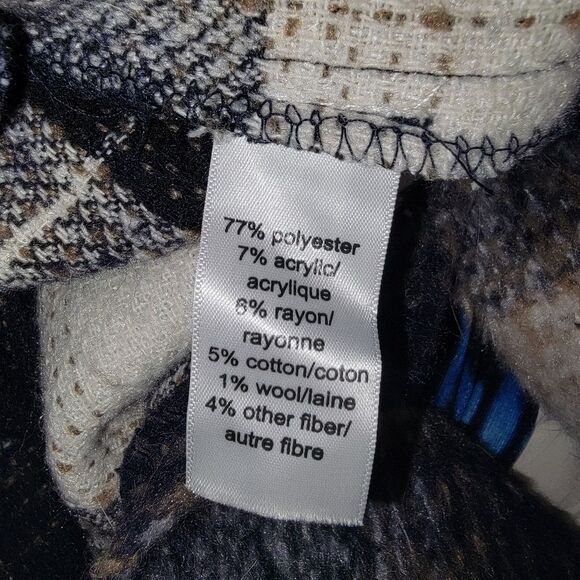 77% polyester
7% acrylic/
acrylique
6% rayon/
rayonne
5% cotton/coton
1% wool/laine
4% other fiber/
autre fibre